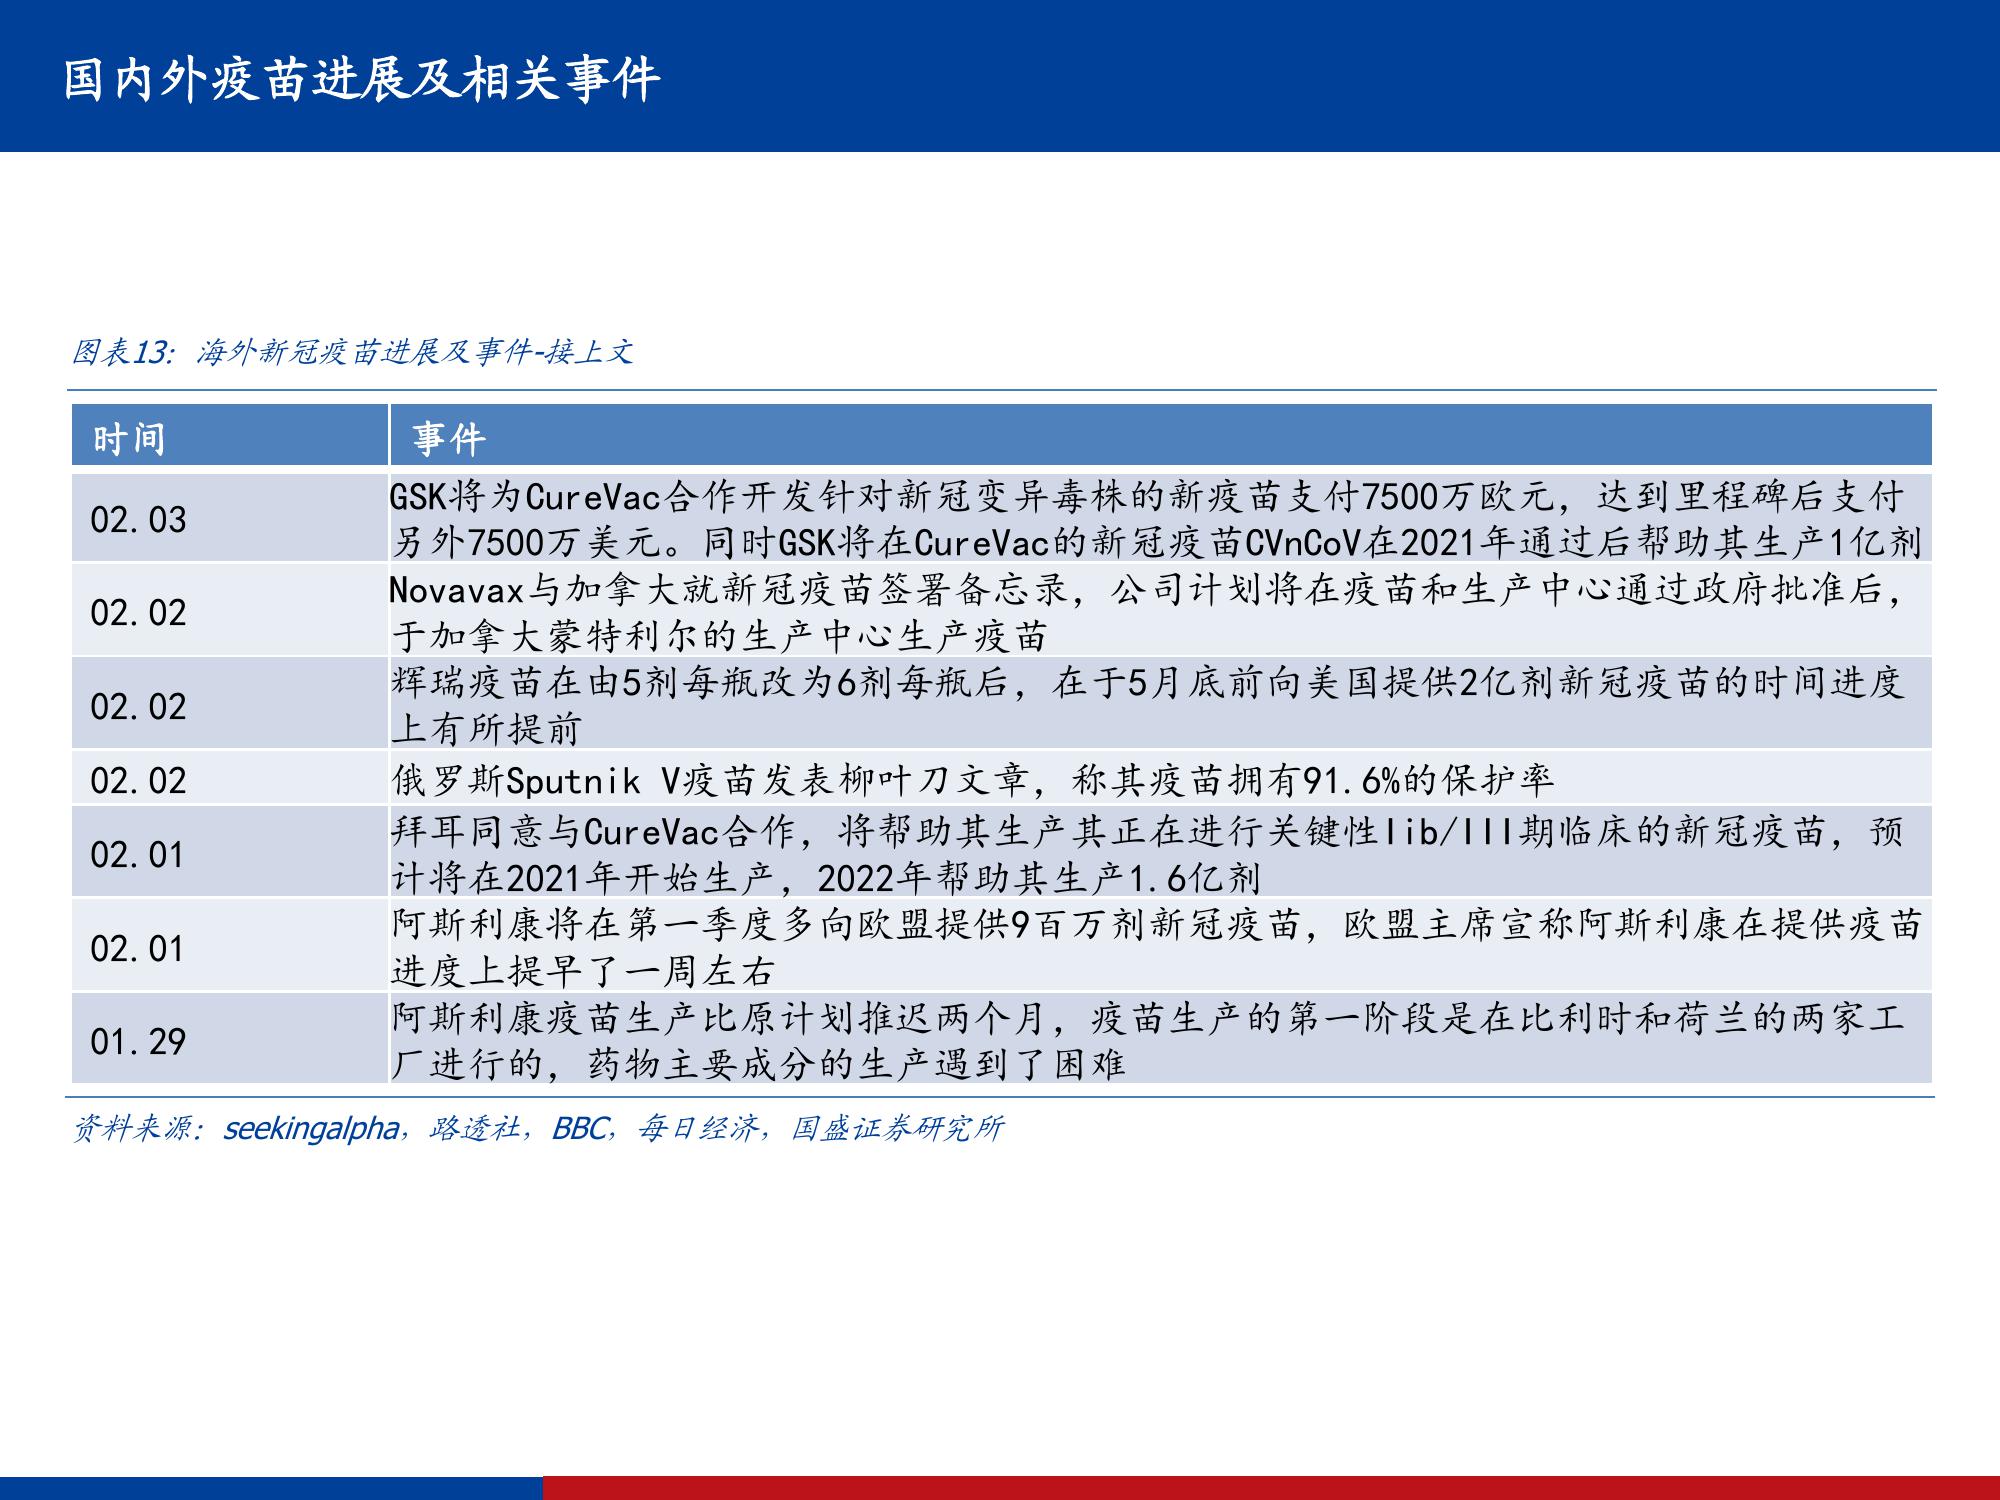 国内外疫苗进展及相关事件
图表13：海外新冠疫苗进展及事件-接上文
时间 事件
02.03 GSK将为CureVac合作开发针对新冠变异毒株的新疫苗支付7500万欧元，达到里程碑后支付
另外7500万美元。同时GSK将在CureVac的新冠疫苗CVnCoV在2021年通过后帮助其生产1亿剂
02.02 Novavax与加拿大就新冠疫苗签署备忘录，公司计划将在疫苗和生产中心通过政府批准后，
于加拿大蒙特利尔的生产中心生产疫苗
02.02 辉瑞疫苗在由5剂每瓶改为6剂每瓶后，在于5月底前向美国提供2亿剂新冠疫苗的时间进度
上有所提前
02.02 俄罗斯Sputnik V疫苗发表柳叶刀文章，称其疫苗拥有91.6%的保护率
02.01 拜耳同意与CureVac合作，将帮助其生产其正在进行关键性IIb/III期临床的新冠疫苗，预
计将在2021年开始生产，2022年帮助其生产1.6亿剂
02.01 阿斯利康将在第一季度多向欧盟提供9百万剂新冠疫苗，欧盟主席宣称阿斯利康在提供疫苗
进度上提早了一周左右
01.29 阿斯利康疫苗生产比原计划推迟两个月，疫苗生产的第一阶段是在比利时和荷兰的两家工
厂进行的，药物主要成分的生产遇到了困难
资料来源：seekingalpha，路透社，BBC，每日经济，国盛证券研究所